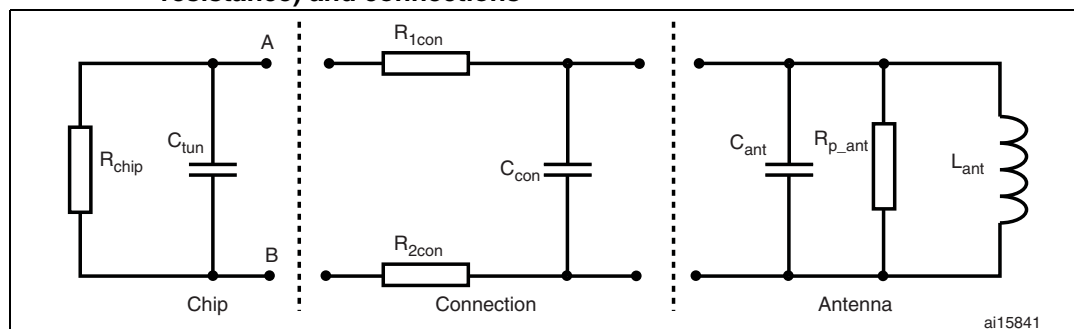 resistance, and connections
A
R1con
Ctun
Rchip
Ccon
Cant
Rp_ant
Lant
R2con
B
Chip
Connection
Antenna
ai15841